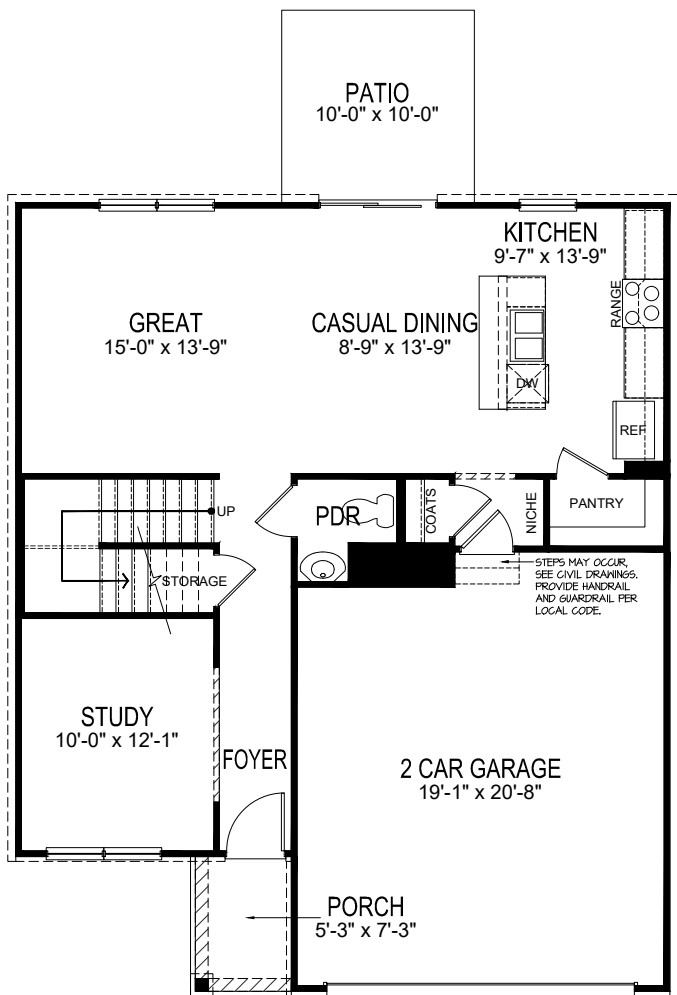 PATIO
10'-0" x 10'-0"
KITCHEN
9'-7" x 13'-9"
GREAT
15'-0" x 13'-9"
CASUAL DINING
8'-9" x 13'-9"
RANGE
DW
REF
UP
PDR
COATS
NICHE
PANTRY
STORAGE
STEPS MAY OCCUR,
SEE CIVIL DRAWINGS.
PROVIDE HANDRAIL
AND GUARDRAIL PER
LOCAL CODE.
STUDY
10'-0" x 12'-1"
FOYER
2 CAR GARAGE
19'-1" x 20'-8"
PORCH
5'-3" x 7'-3"